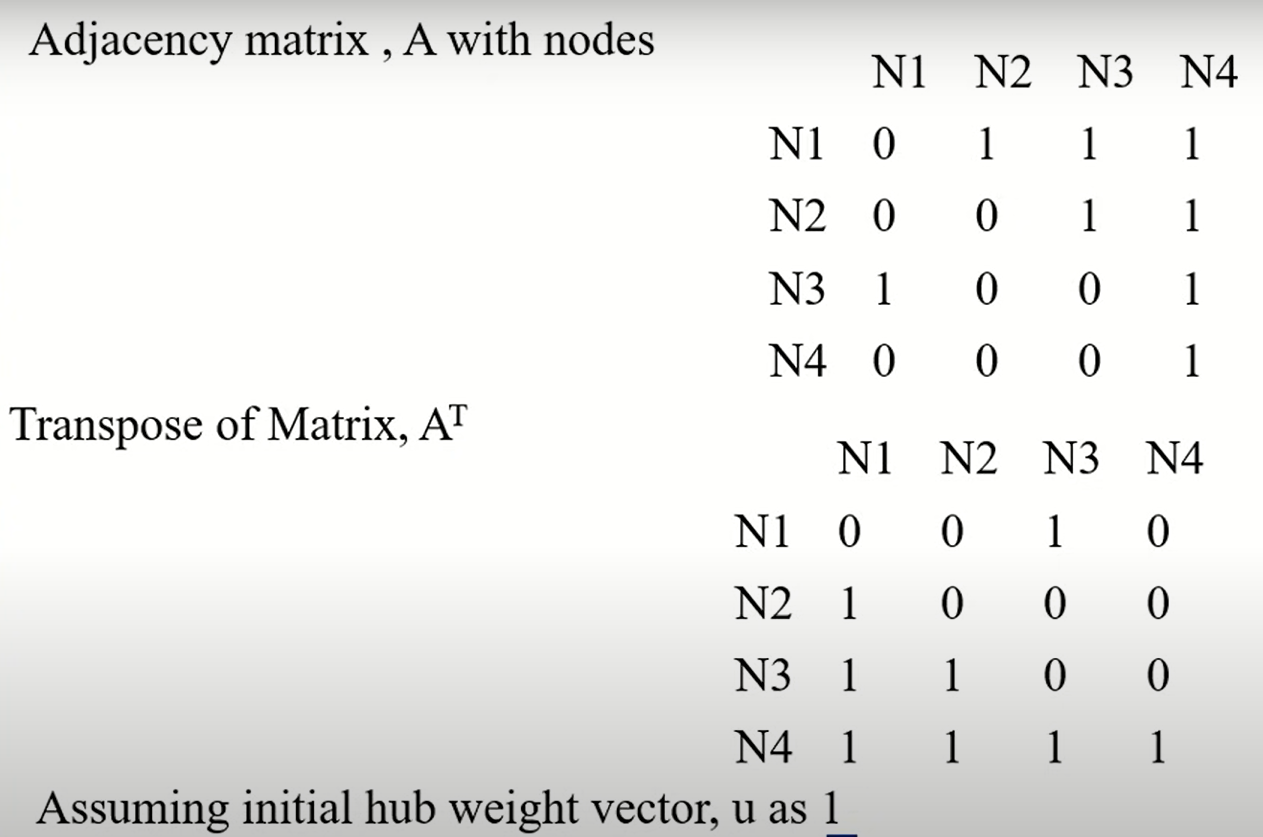 Adjacency matrix , A with nodes
N1 N2 N3 N4
N1 0 1 1 1
N2 0 0 1 1
N3 1 0 0 1
N4 0 0 0 1
Transpose of Matrix, Aᵀ
N1 N2 N3 N4
N1 0 0 1 0
N2 1 0 0 0
N3 1 1 0 0
N4 1 1 1 1
Assuming initial hub weight vector, u as 1